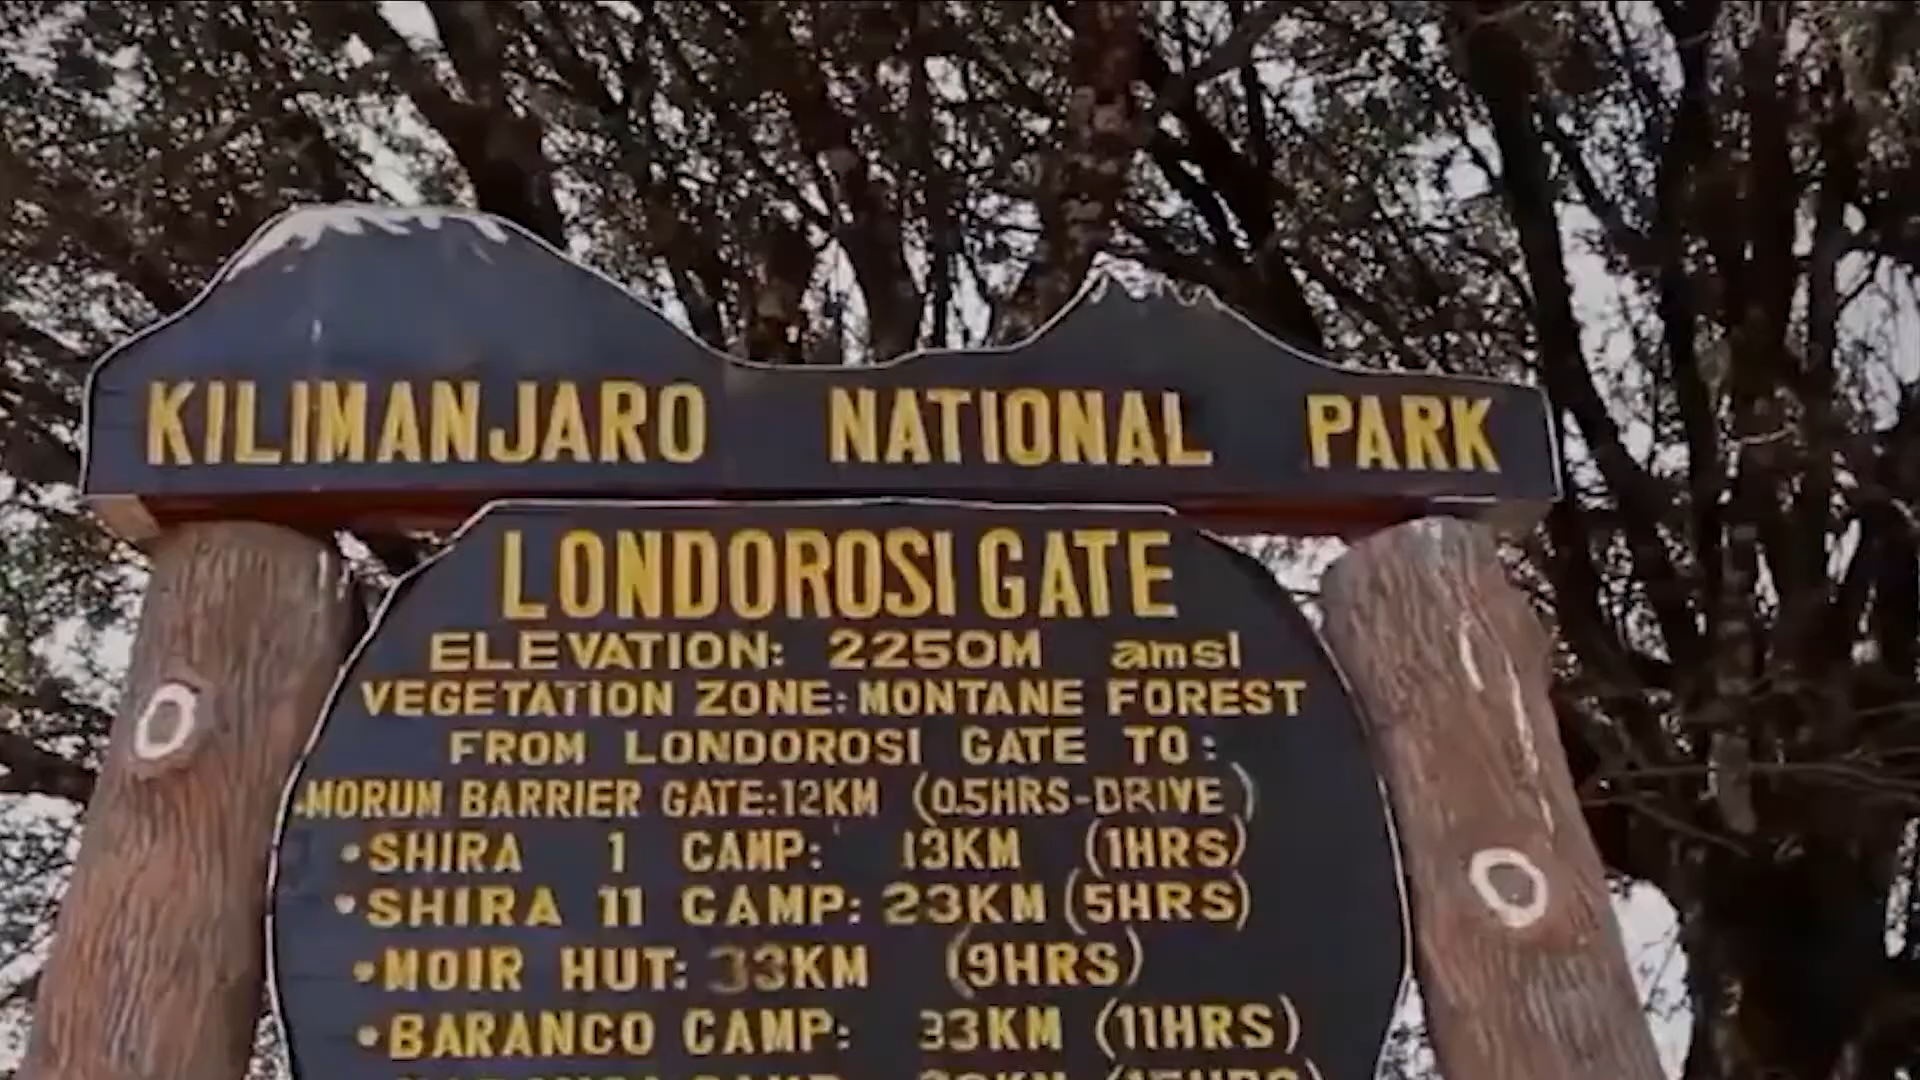 KILIMANJARO NATIONAL PARK
LONDOROSI GATE
ELEVATION: 2250M amsl
VEGETATION ZONE: MONTANE FOREST
FROM LONDOROSI GATE TO:
•MORUM BARRIER GATE:12KM (0.5HRS-DRIVE)
•SHIRA 1 CAMP: 13KM (1HRS)
•SHIRA 11 CAMP: 23KM (5HRS)
•MOIR HUT: 33KM (9HRS)
•BARANCO CAMP: 33KM (11HRS)